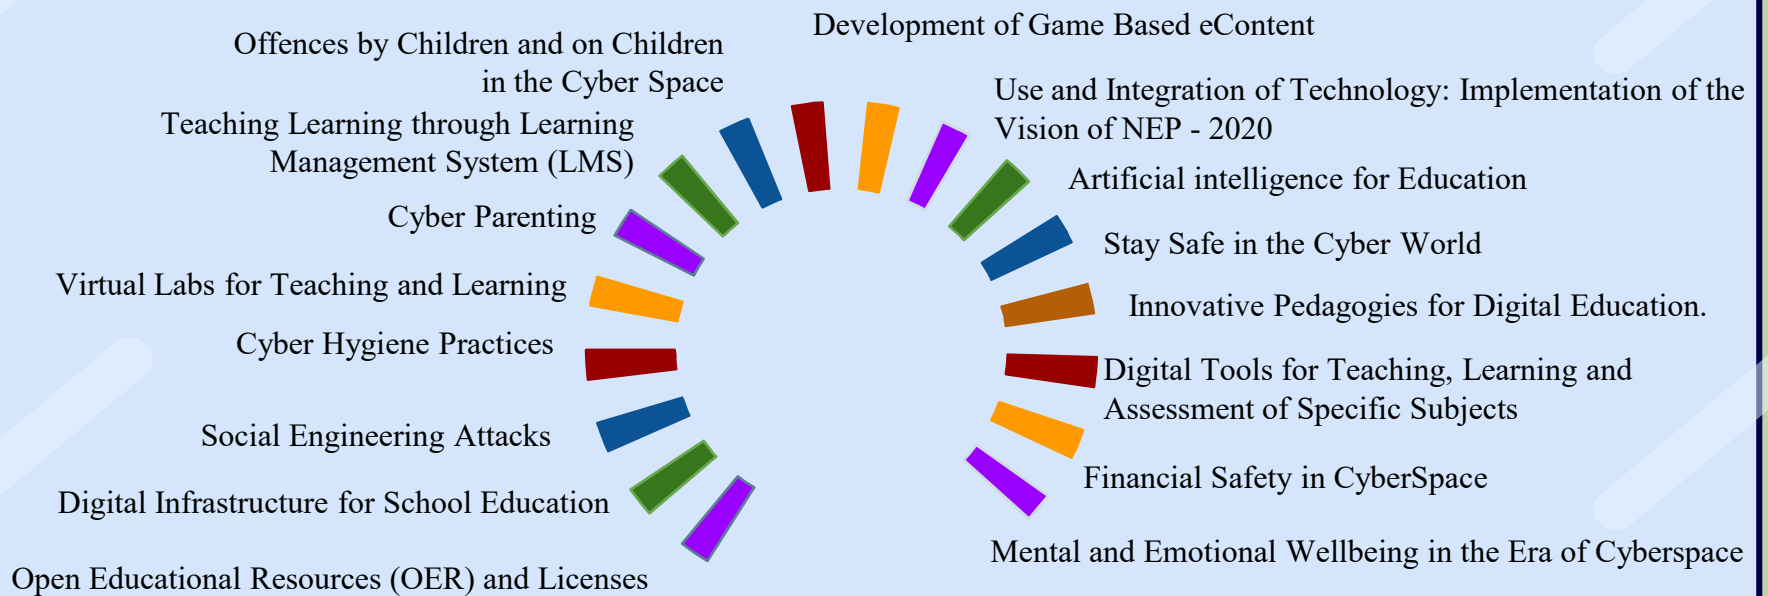 Development of Game Based eContent
Offences by Children and on Children
in the Cyber Space
Teaching Learning through Learning
Management System (LMS)
Cyber Parenting
Virtual Labs for Teaching and Learning
Cyber Hygiene Practices
Social Engineering Attacks
Digital Infrastructure for School Education
Open Educational Resources (OER) and Licenses
Use and Integration of Technology: Implementation of the
Vision of NEP - 2020
Artificial intelligence for Education
Stay Safe in the Cyber World
Innovative Pedagogies for Digital Education.
Digital Tools for Teaching, Learning and
Assessment of Specific Subjects
Financial Safety in CyberSpace
Mental and Emotional Wellbeing in the Era of Cyberspace